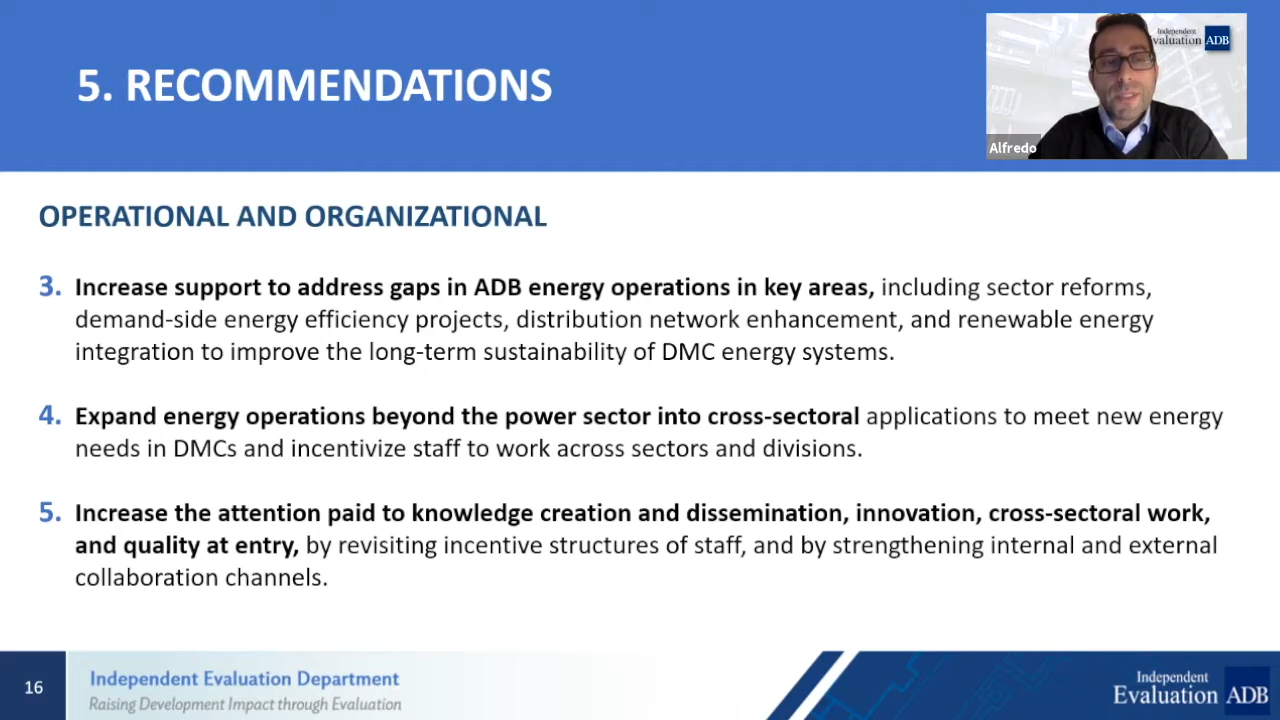 5. RECOMMENDATIONS
Independent
Evaluation ADB
Alfredo
OPERATIONAL AND ORGANIZATIONAL
3. Increase support to address gaps in ADB energy operations in key areas, including sector reforms,
demand-side energy efficiency projects, distribution network enhancement, and renewable energy
integration to improve the long-term sustainability of DMC energy systems.
4. Expand energy operations beyond the power sector into cross-sectoral applications to meet new energy
needs in DMCs and incentivize staff to work across sectors and divisions.
5. Increase the attention paid to knowledge creation and dissemination, innovation, cross-sectoral work,
and quality at entry, by revisiting incentive structures of staff, and by strengthening internal and external
collaboration channels.
16
Independent Evaluation Department
Raising Development Impact through Evaluation
Independent
Evaluation ADB